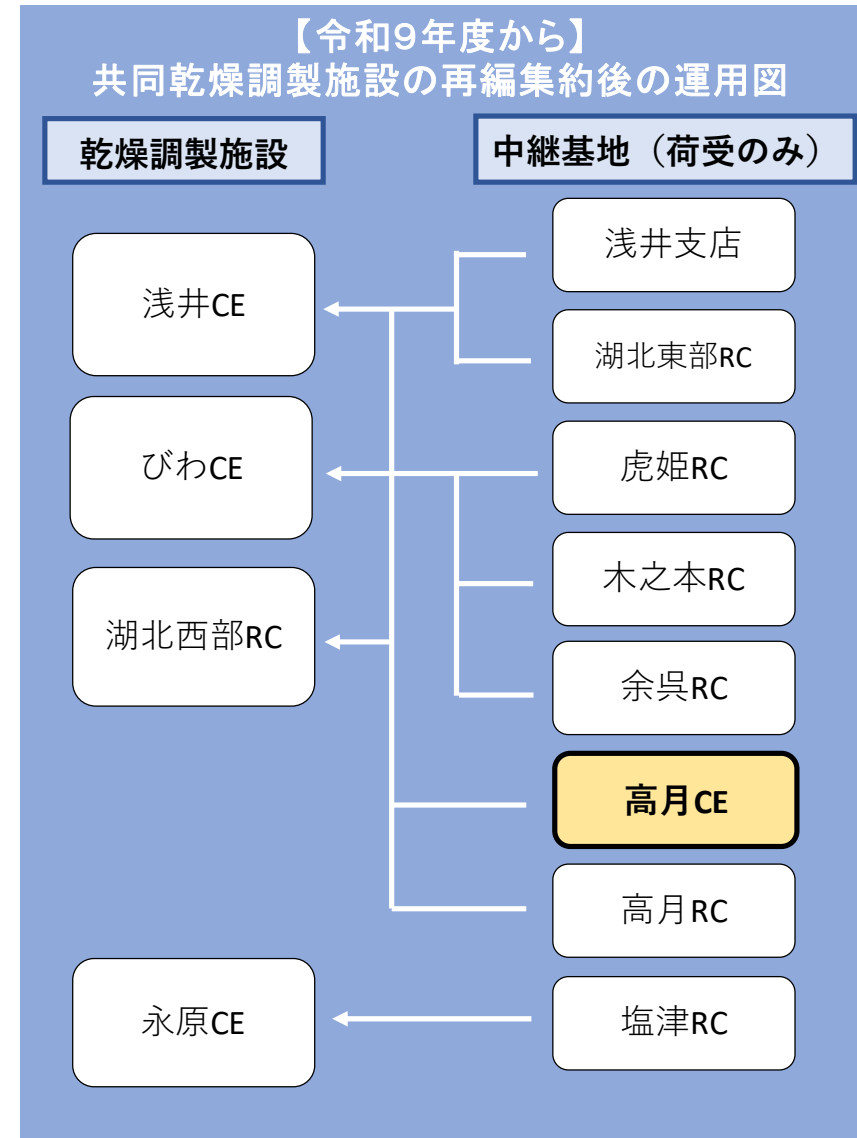 【令和9年度から】
共同乾燥調製施設の再編集約後の運用図
乾燥調製施設
中継基地（荷受のみ）
浅井CE
びわCE
湖北西部RC
永原CE
浅井支店
湖北東部RC
虎姫RC
木之本RC
余呉RC
高月CE
高月RC
塩津RC